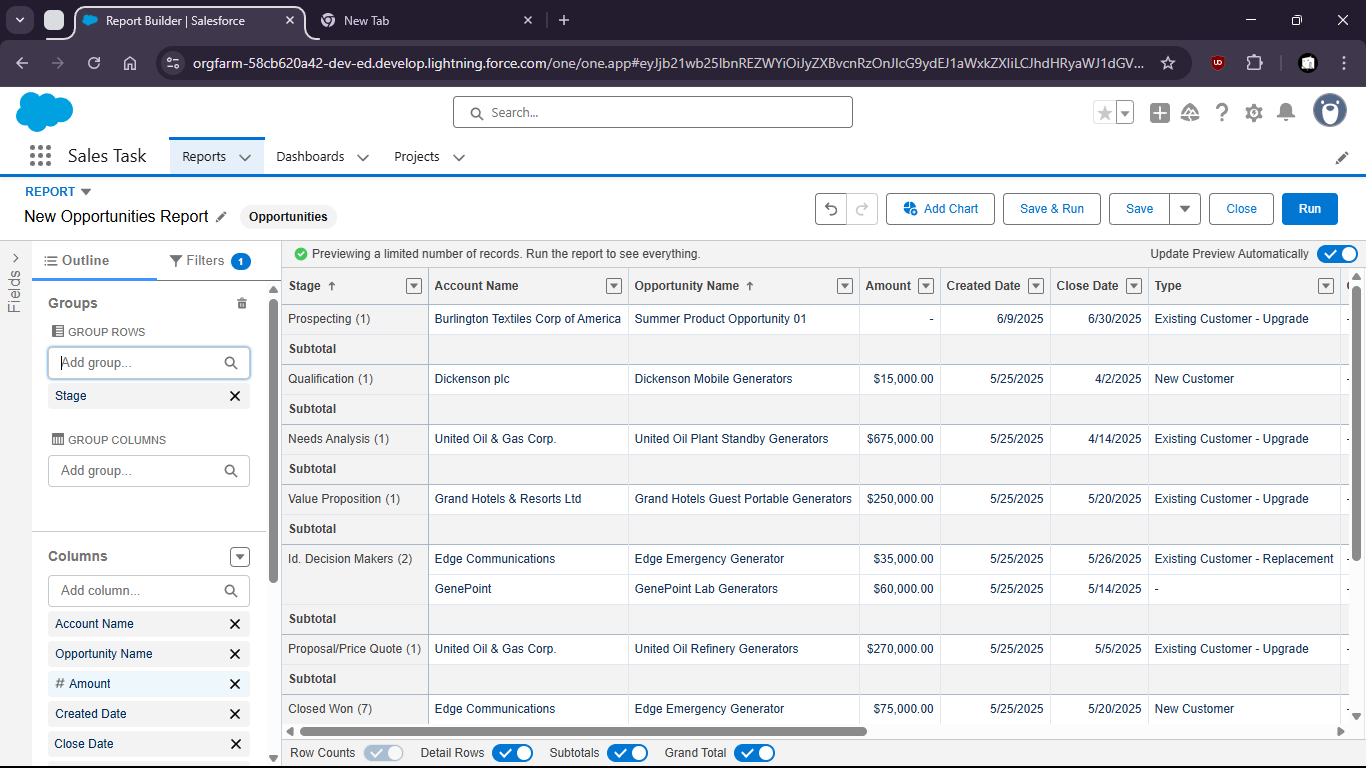 Report Builder | Salesforce
New Tab
orgfarm-58cb620a42-dev-ed.develop.lightning.force.com/one/one.app#eyJjb21wb25lbnREZWYiOiJyZXBvcnRzOnJlcG9ydEJ1aWxkZXIiLCJhdHRyaWJ1dGV...
Search...
Sales Task
Reports
Dashboards
Projects
REPORT
New Opportunities Report
Opportunities
Add Chart
Save & Run
Save
Close
Run
Fields
Outline
Filters 1
Previewing a limited number of records. Run the report to see everything.
Update Preview Automatically
Groups
GROUP ROWS
Add group...
Stage
GROUP COLUMNS
Add group...
Columns
Add column...
Account Name
Opportunity Name
# Amount
Created Date
Close Date
Stage ↑ Account Name Opportunity Name ↑ Amount Created Date Close Date Type
Prospecting (1) Burlington Textiles Corp of America Summer Product Opportunity 01 - 6/9/2025 6/30/2025 Existing Customer - Upgrade -
Subtotal
Qualification (1) Dickenson plc Dickenson Mobile Generators $15,000.00 5/25/2025 4/2/2025 New Customer -
Subtotal
Needs Analysis (1) United Oil & Gas Corp. United Oil Plant Standby Generators $675,000.00 5/25/2025 4/14/2025 Existing Customer - Upgrade -
Subtotal
Value Proposition (1) Grand Hotels & Resorts Ltd Grand Hotels Guest Portable Generators $250,000.00 5/25/2025 5/20/2025 Existing Customer - Upgrade -
Subtotal
Id. Decision Makers (2) Edge Communications Edge Emergency Generator $35,000.00 5/25/2025 5/26/2025 Existing Customer - Replacement -
GenePoint GenePoint Lab Generators $60,000.00 5/25/2025 5/14/2025 - -
Subtotal
Proposal/Price Quote (1) United Oil & Gas Corp. United Oil Refinery Generators $270,000.00 5/25/2025 5/5/2025 Existing Customer - Upgrade -
Subtotal
Closed Won (7) Edge Communications Edge Emergency Generator $75,000.00 5/25/2025 5/20/2025 New Customer -
Row Counts
Detail Rows
Subtotals
Grand Total